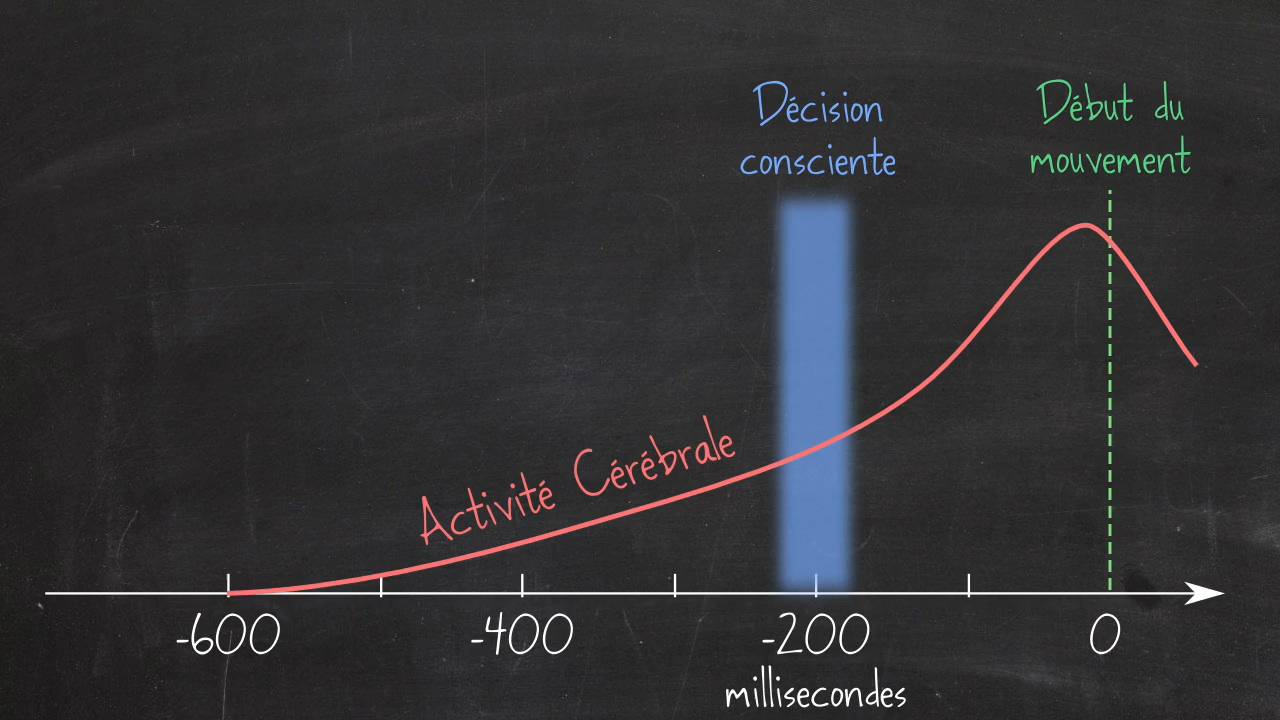 Décision
consciente
Début du
mouvement
Activité Cérébrale
-600
-400
-200
0
millisecondes